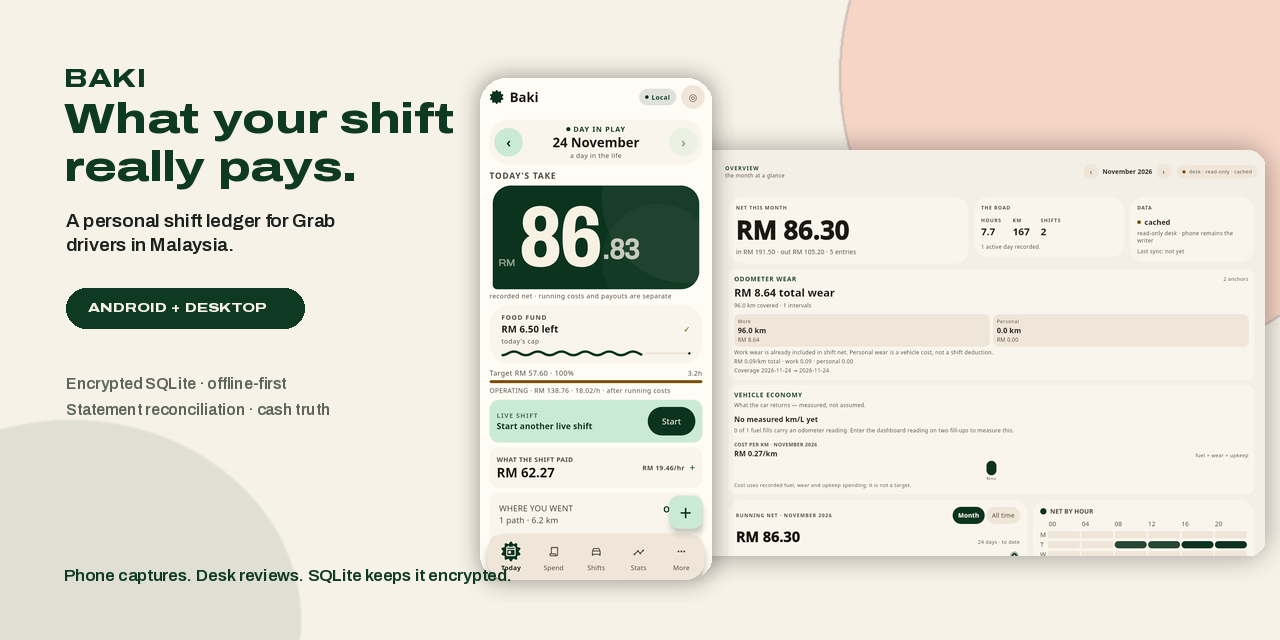 BAKI
What your shift
really pays.
A personal shift ledger for Grab
drivers in Malaysia.
ANDROID + DESKTOP
Encrypted SQLite · offline-first
Statement reconciliation · cash truth
Phone captures. Desk reviews. SQLite keeps it encrypted.
Baki
Local
DAY IN PLAY
24 November
a day in the life
TODAY'S TAKE
RM 86.83
recorded net · running costs and payouts are separate
FOOD FUND
RM 6.50 left
today's cap
Target RM 57.60 · 100% 3.2h
OPERATING · RM 138.76 · 18.02/h · after running costs
LIVE SHIFT
Start another live shift
Start
WHAT THE SHIFT PAID
RM 62.27
RM 19.46/hr +
WHERE YOU WENT
1 path · 6.2 km
+
Today Spend Shifts Stats More
OVERVIEW
the month at a glance
‹ November 2026 ›
desk · read-only · cached
NET THIS MONTH
RM 86.30
in RM 191.50 · out RM 105.20 · 5 entries
THE ROAD
HOURS KM SHIFTS
7.7 167 2
1 active day recorded.
DATA
cached
read-only desk · phone remains the
writer
Last sync: not yet
ODOMETER WEAR 2 anchors
RM 8.64 total wear
96.0 km covered · 1 intervals
Work
96.0 km
RM 8.64
Personal
0.0 km
RM 0.00
Work wear is already included in shift net. Personal wear is a vehicle cost, not a shift deduction.
RM 0.09/km total · work 0.09 · personal 0.00
Coverage 2026-11-24 → 2026-11-24
VEHICLE ECONOMY
What the car returns — measured, not assumed.
No measured km/L yet
0 of 1 fuel fills carry an odometer reading. Enter the dashboard reading on two fill-ups to measure this.
COST PER KM · NOVEMBER 2026
RM 0.27/km
fuel + wear + upkeep
Nov
Cost uses recorded fuel, wear and upkeep spending; it is not a target.
RUNNING NET · NOVEMBER 2026
Month All time
RM 86.30
24 days · to date
NET BY HOUR
00 04 08 12 16 20
M
T
W